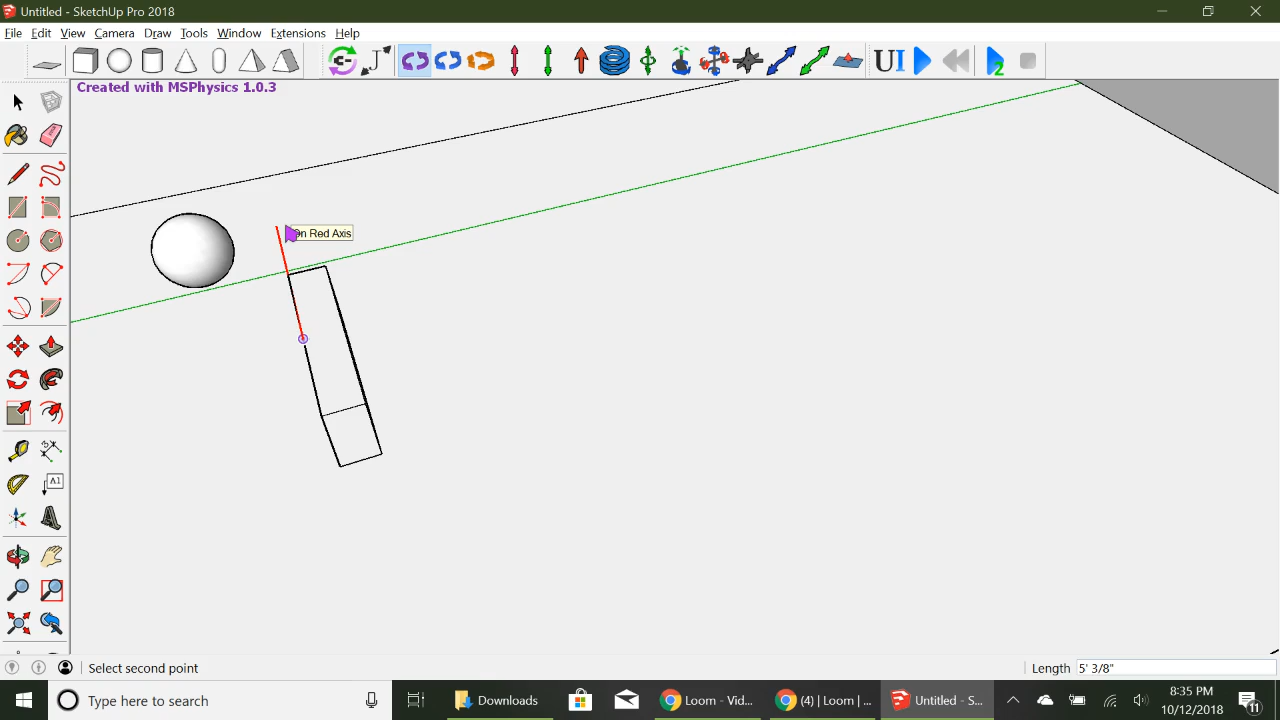 Untitled - SketchUp Pro 2018
File Edit View Camera Draw Tools Window Extensions Help
UI
2
Created with MSPhysics 1.0.3
On Red Axis
A1
Select second point
Length 5' 3/8"
Type here to search
Downloads
Loom - Vid...
(4) | Loom | ...
Untitled - S...
8:35 PM
10/12/2018
11